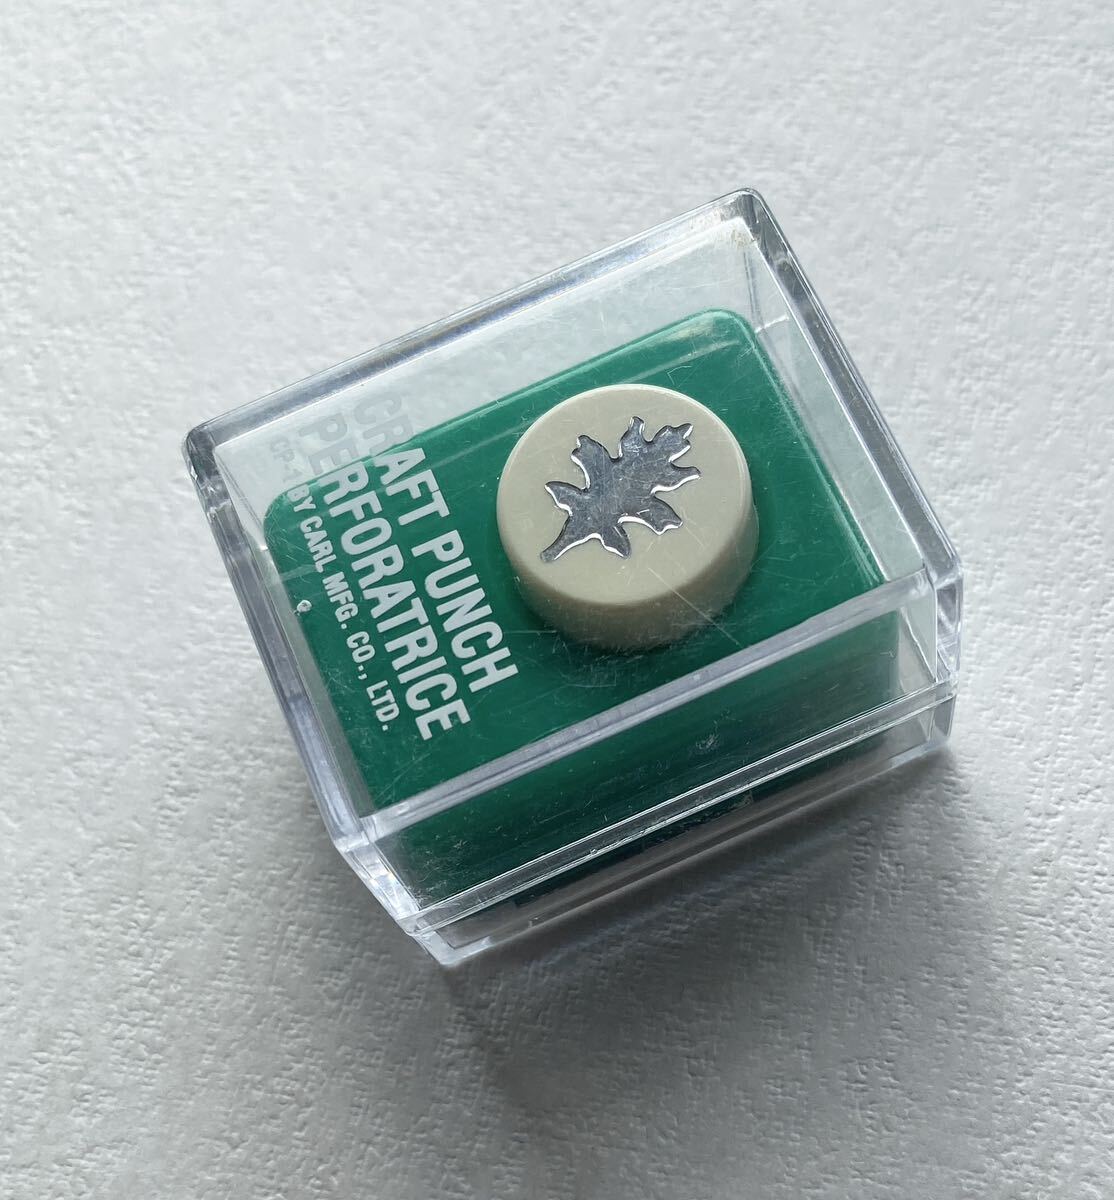 CRAFT PUNCH
PERFORATRICE
BY CARL MFG. CO., LTD.